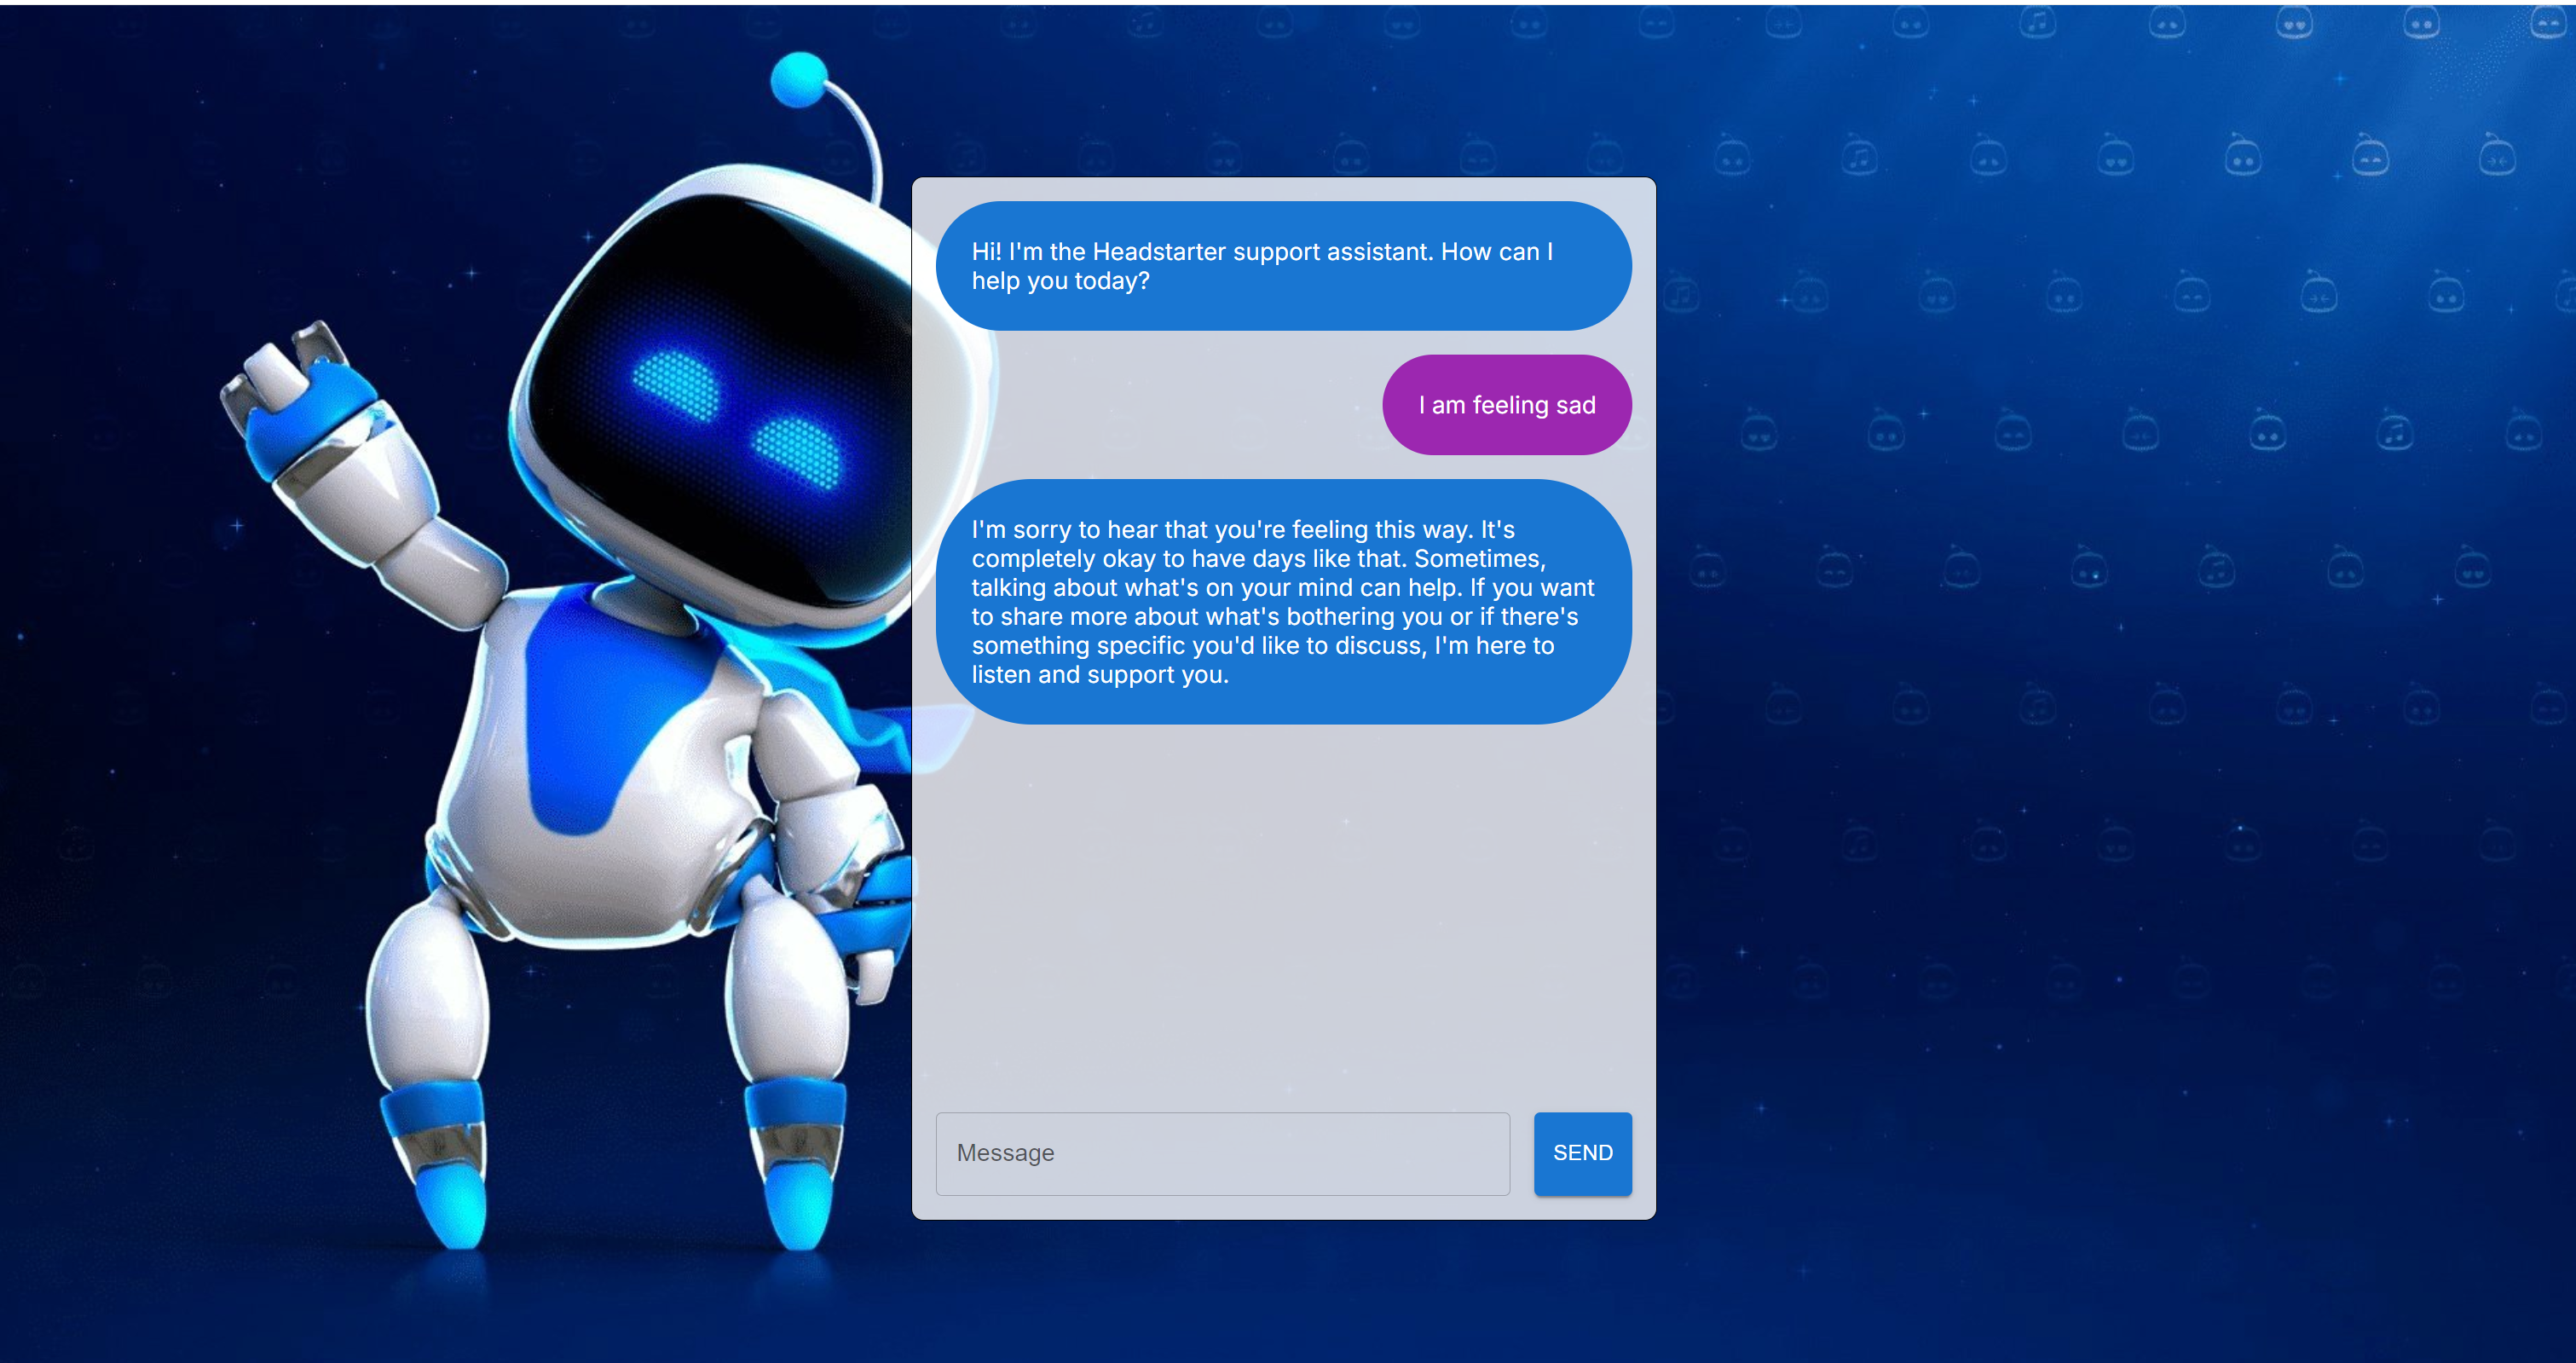 Hi! I'm the Headstarter support assistant. How can I
help you today?
I am feeling sad
I'm sorry to hear that you're feeling this way. It's
completely okay to have days like that. Sometimes,
talking about what's on your mind can help. If you want
to share more about what's bothering you or if there's
something specific you'd like to discuss, I'm here to
listen and support you.
Message
SEND